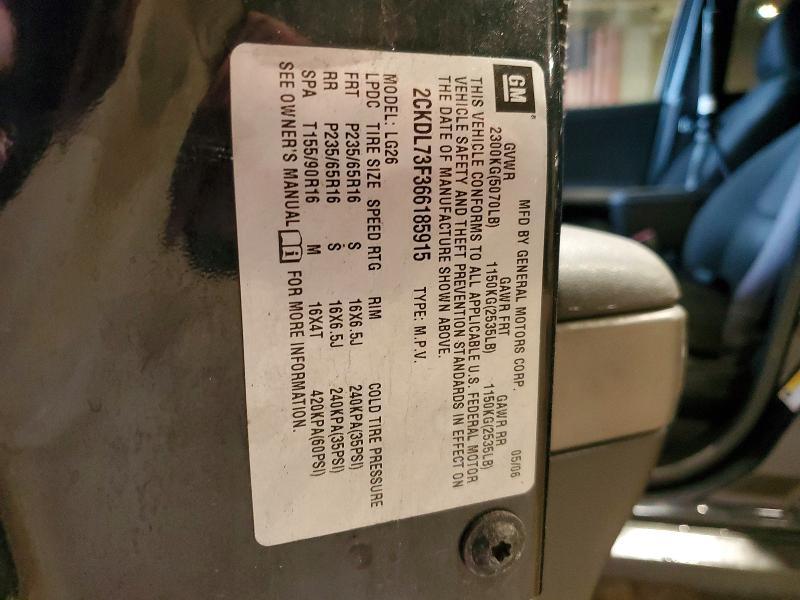 GM
MFD BY GENERAL MOTORS CORP. 05/06
GVWR GAWR FRT GAWR RR
2300KG(5070LB) 1150KG(2535LB) 1150KG(2535LB)
THIS VEHICLE CONFORMS TO ALL APPLICABLE U.S. FEDERAL MOTOR
VEHICLE SAFETY AND THEFT PREVENTION STANDARDS IN EFFECT ON
THE DATE OF MANUFACTURE SHOWN ABOVE.
2CKDL73F366185915 TYPE: M.P.V.
MODEL: LG26
LPDC TIRE SIZE SPEED RTG RIM COLD TIRE PRESSURE
FRT P235/65R16 S 16X6.5J 240KPA(35PSI)
RR P235/65R16 S 16X6.5J 240KPA(35PSI)
SPA T155/90R16 M 16X4T 420KPA(60PSI)
SEE OWNER'S MANUAL i FOR MORE INFORMATION.